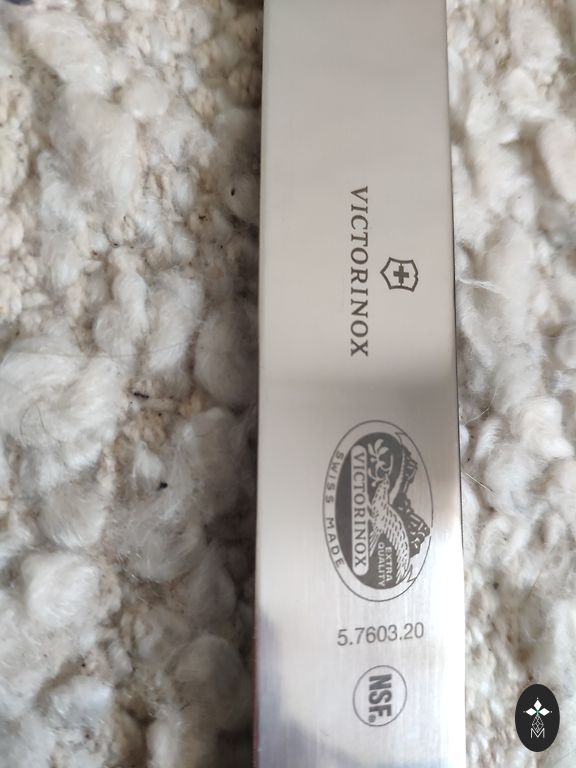 VICTORINOX
SWISS MADE
VICTORINOX
EXTRA
QUALITY
5.7603.20
NSF®
M